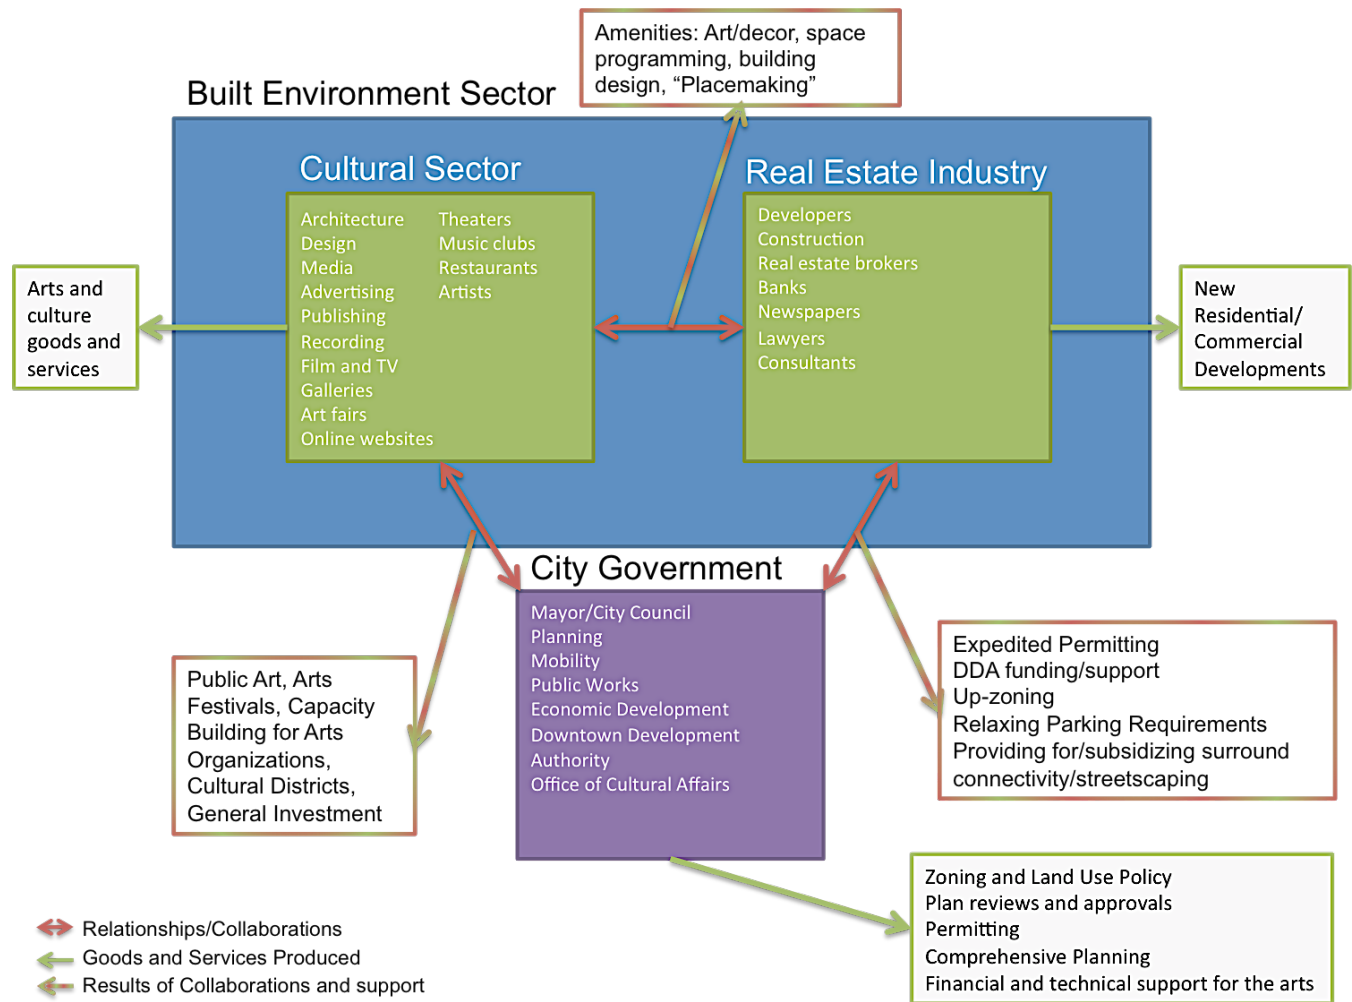 Amenities: Art/decor, space
programming, building
design, “Placemaking”
Built Environment Sector
Cultural Sector
Architecture
Design
Media
Advertising
Publishing
Recording
Film and TV
Galleries
Art fairs
Online websites
Theaters
Music clubs
Restaurants
Artists
Real Estate Industry
Developers
Construction
Real estate brokers
Banks
Newspapers
Lawyers
Consultants
Arts and
culture
goods and
services
New
Residential/
Commercial
Developments
City Government
Mayor/City Council
Planning
Mobility
Public Works
Economic Development
Downtown Development
Authority
Office of Cultural Affairs
Public Art, Arts
Festivals, Capacity
Building for Arts
Organizations,
Cultural Districts,
General Investment
Expedited Permitting
DDA funding/support
Up-zoning
Relaxing Parking Requirements
Providing for/subsidizing surround
connectivity/streetscaping
Zoning and Land Use Policy
Plan reviews and approvals
Permitting
Comprehensive Planning
Financial and technical support for the arts
Relationships/Collaborations
Goods and Services Produced
Results of Collaborations and support